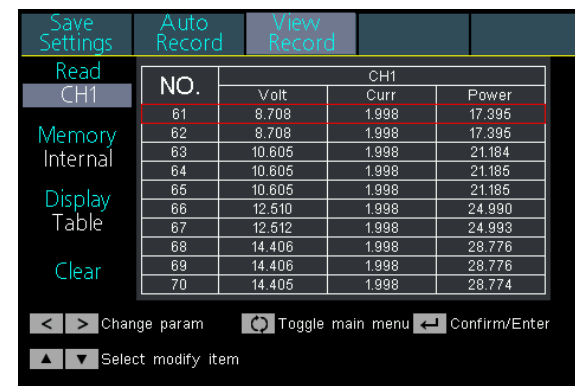 Save Settings Auto Record View Record
Read
CH1
Memory
Internal
Display
Table
Clear
NO. CH1
Volt Curr Power
61 8.708 1.998 17.395
62 8.708 1.998 17.395
63 10.605 1.998 21.184
64 10.605 1.998 21.185
65 10.605 1.998 21.185
66 12.510 1.998 24.990
67 12.512 1.998 24.993
68 14.406 1.998 28.776
69 14.406 1.998 28.776
70 14.405 1.998 28.774
< > Change param Toggle main menu Confirm/Enter
▲ ▼ Select modify item